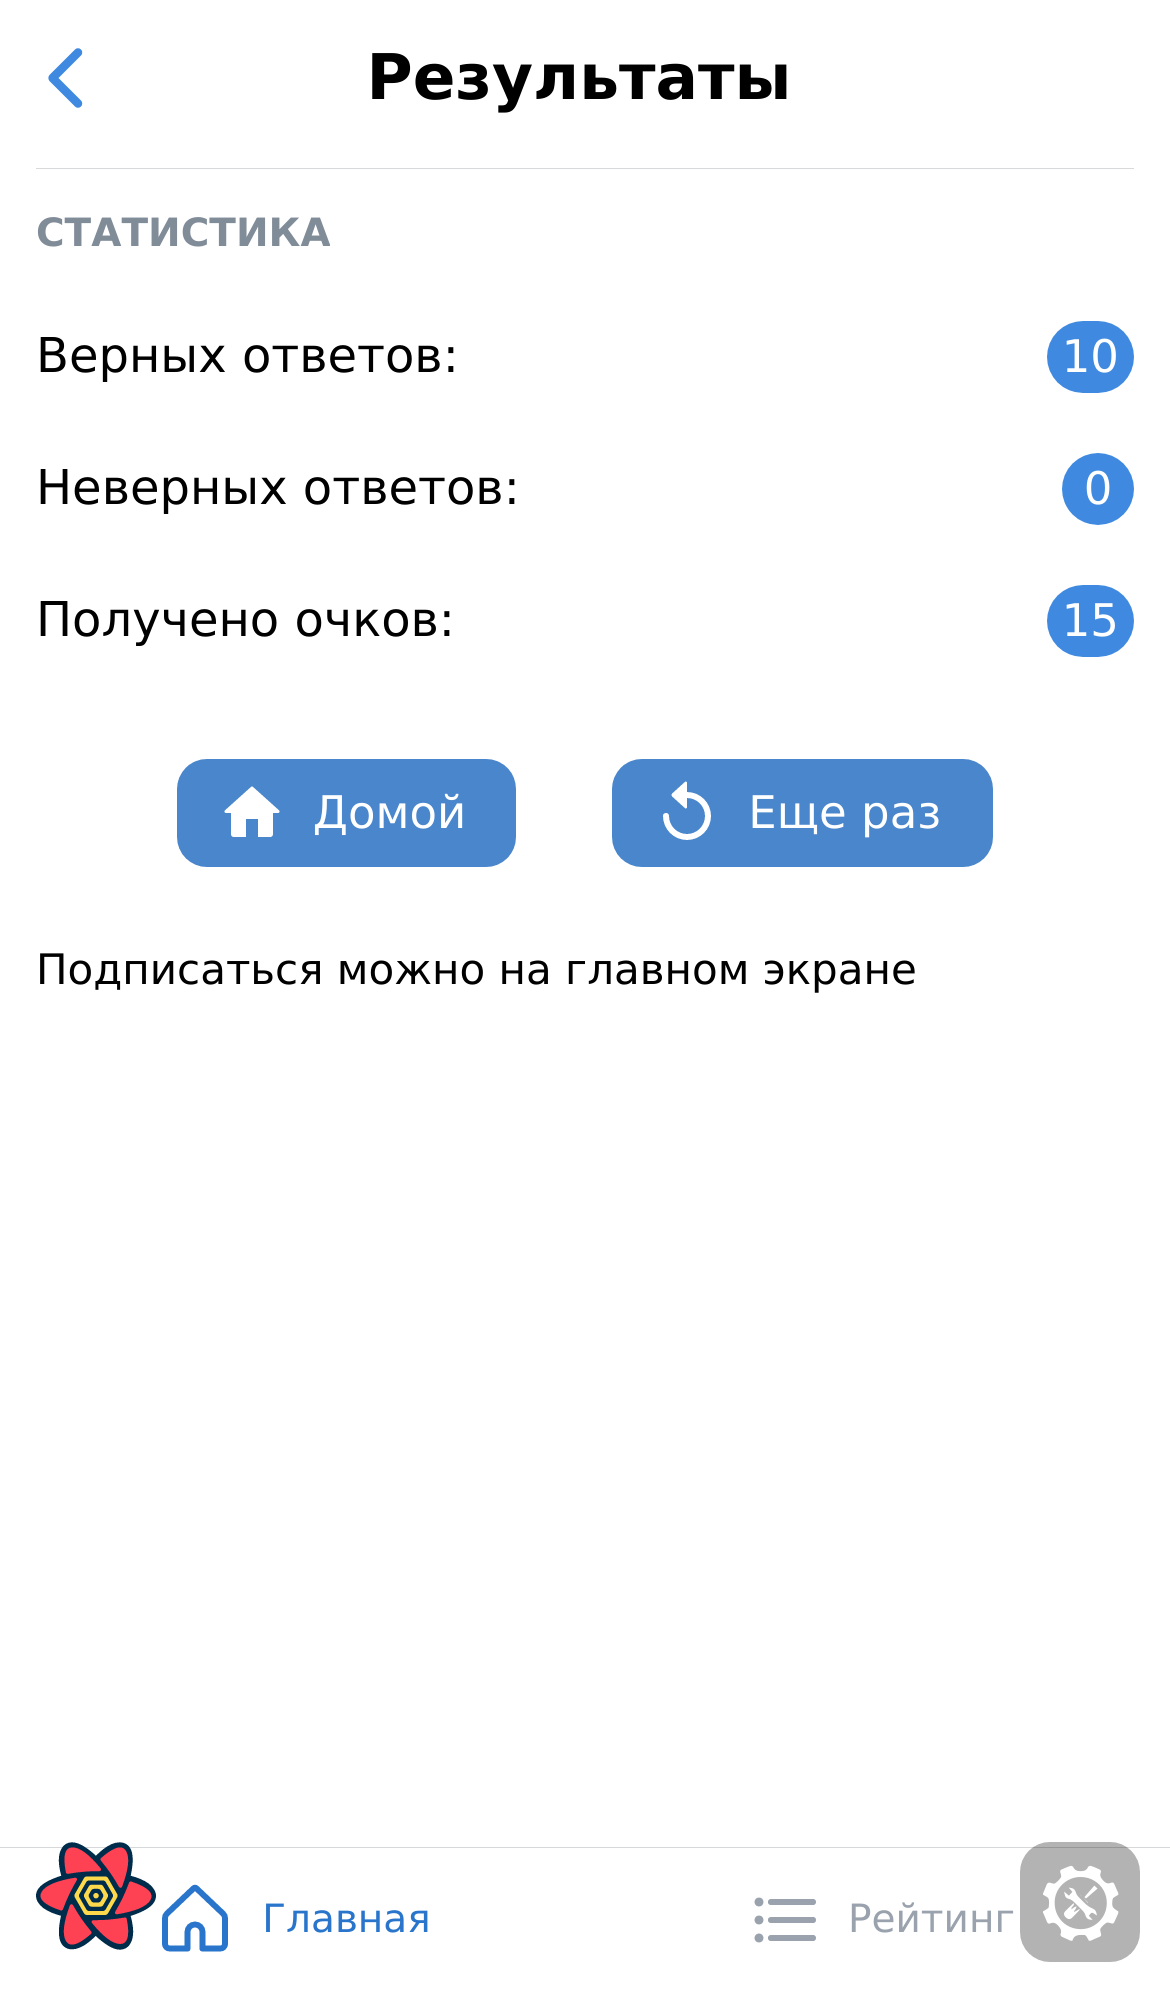 Результаты
СТАТИСТИКА
Верных ответов: 10
Неверных ответов: 0
Получено очков: 15
Домой Еще раз
Подписаться можно на главном экране
Главная Рейтинг